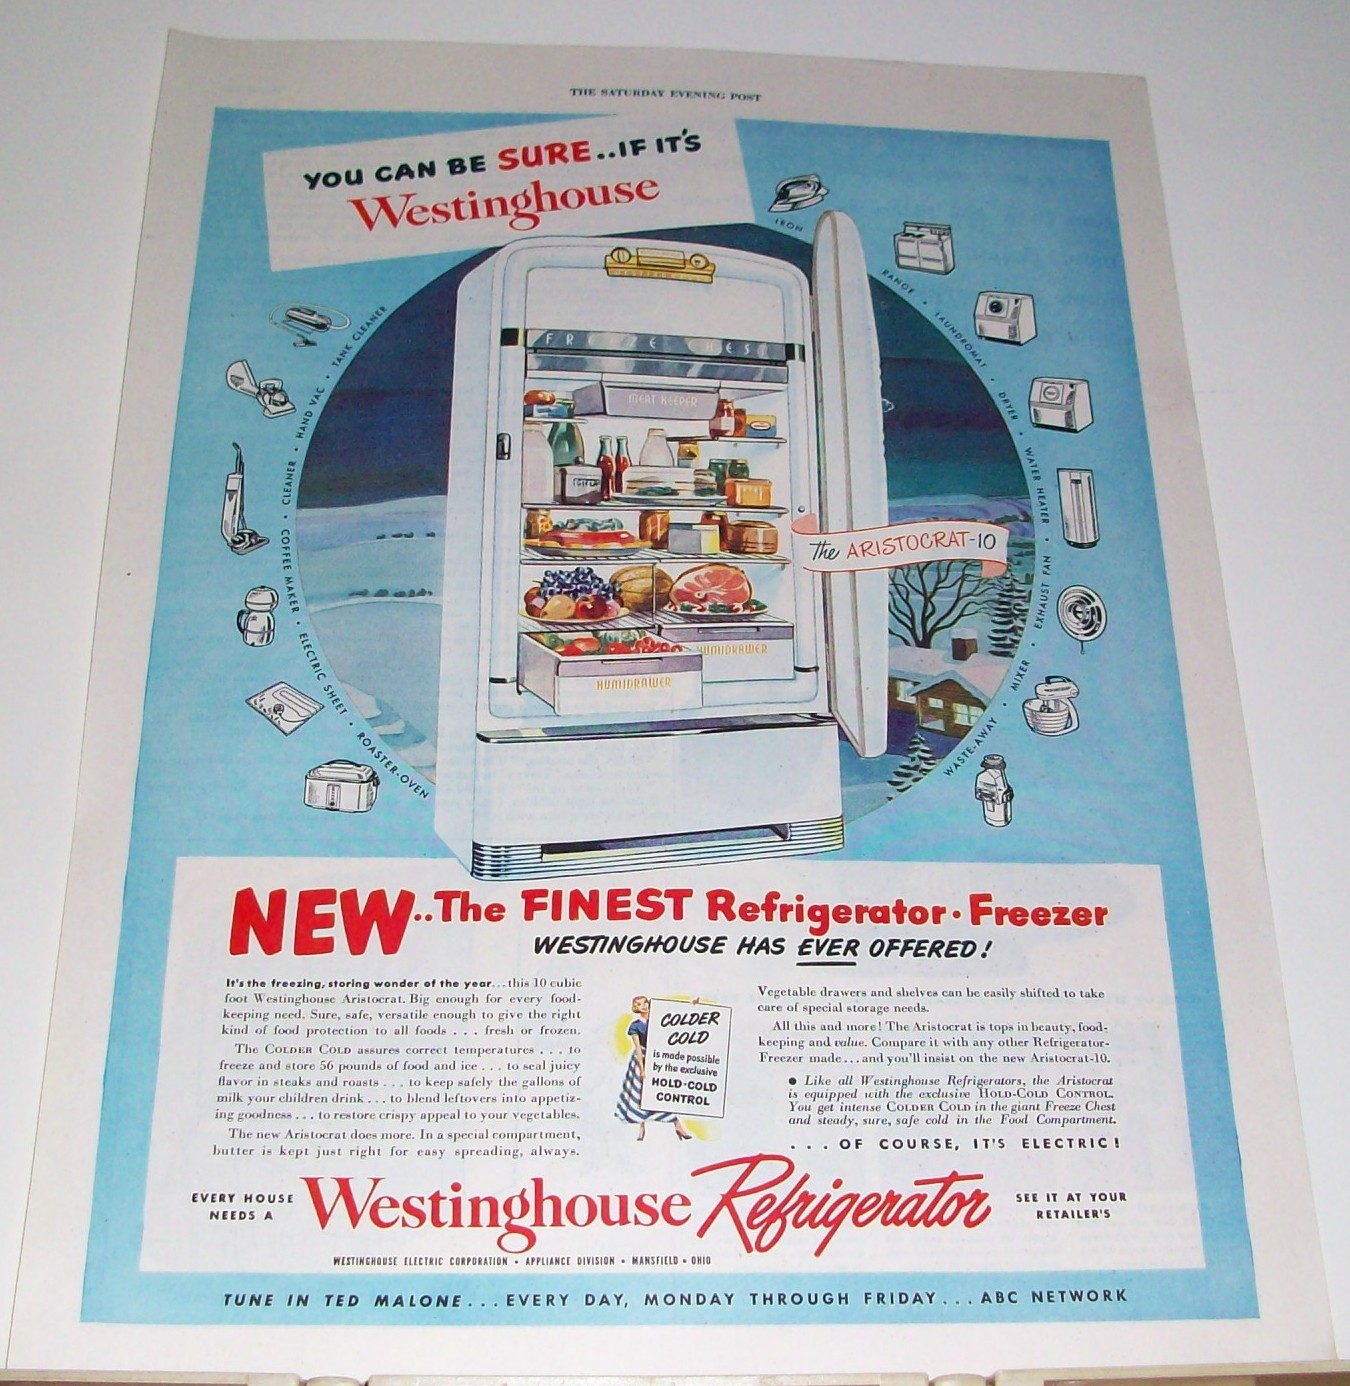 THE SATURDAY EVENING POST
YOU CAN BE SURE..IF IT'S
Westinghouse
IRON
RANGE • LAUNDROMAT • DRYER • WATER HEATER • EXHAUST FAN • MIXER • WASTE-AWAY
ROASTER-OVEN • ELECTRIC SHEET • COFFEE MAKER • CLEANER • HAND VAC • TANK CLEANER
FREEZE CHEST
MEAT KEEPER
The ARISTOCRAT-10
HUMIDRAWER
HUMIDRAWER
NEW..The FINEST Refrigerator·Freezer
WESTINGHOUSE HAS EVER OFFERED!
It's the freezing, storing wonder of the year...this 10 cubic
foot Westinghouse Aristocrat. Big enough for every food-
keeping need. Sure, safe, versatile enough to give the right
kind of food protection to all foods . . . fresh or frozen.
The COLDER COLD assures correct temperatures . . . to
freeze and store 56 pounds of food and ice . . . to seal juicy
flavor in steaks and roasts . . . to keep safely the gallons of
milk your children drink . . . to blend leftovers into appetiz-
ing goodness . . . to restore crispy appeal to your vegetables.
The new Aristocrat does more. In a special compartment,
butter is kept just right for easy spreading, always.
COLDER
COLD
is made possible
by the exclusive
HOLD-COLD
CONTROL
Vegetable drawers and shelves can be easily shifted to take
care of special storage needs.
All this and more! The Aristocrat is tops in beauty, food-
keeping and value. Compare it with any other Refrigerator-
Freezer made...and you'll insist on the new Aristocrat-10.
• Like all Westinghouse Refrigerators, the Aristocrat
is equipped with the exclusive HOLD-COLD CONTROL.
You get intense COLDER COLD in the giant Freeze Chest
and steady, sure, safe cold in the Food Compartment.
. . . OF COURSE, IT'S ELECTRIC!
EVERY HOUSE
NEEDS A
Westinghouse Refrigerator
SEE IT AT YOUR
RETAILER'S
WESTINGHOUSE ELECTRIC CORPORATION • APPLIANCE DIVISION • MANSFIELD • OHIO
TUNE IN TED MALONE...EVERY DAY, MONDAY THROUGH FRIDAY...ABC NETWORK